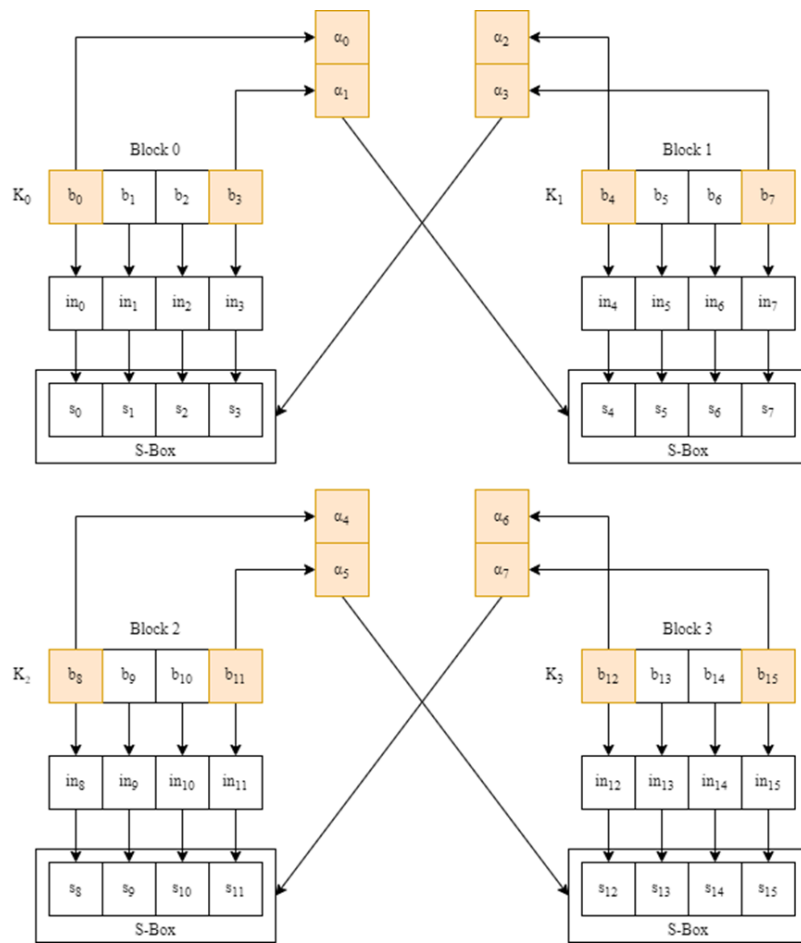 α₀ α₂
α₁ α₃
Block 0 Block 1
K₀ b₀ b₁ b₂ b₃ K₁ b₄ b₅ b₆ b₇
in₀ in₁ in₂ in₃ in₄ in₅ in₆ in₇
s₀ s₁ s₂ s₃ s₄ s₅ s₆ s₇
S-Box S-Box
α₄ α₆
α₅ α₇
Block 2 Block 3
K₂ b₈ b₉ b₁₀ b₁₁ K₃ b₁₂ b₁₃ b₁₄ b₁₅
in₈ in₉ in₁₀ in₁₁ in₁₂ in₁₃ in₁₄ in₁₅
s₈ s₉ s₁₀ s₁₁ s₁₂ s₁₃ s₁₄ s₁₅
S-Box S-Box